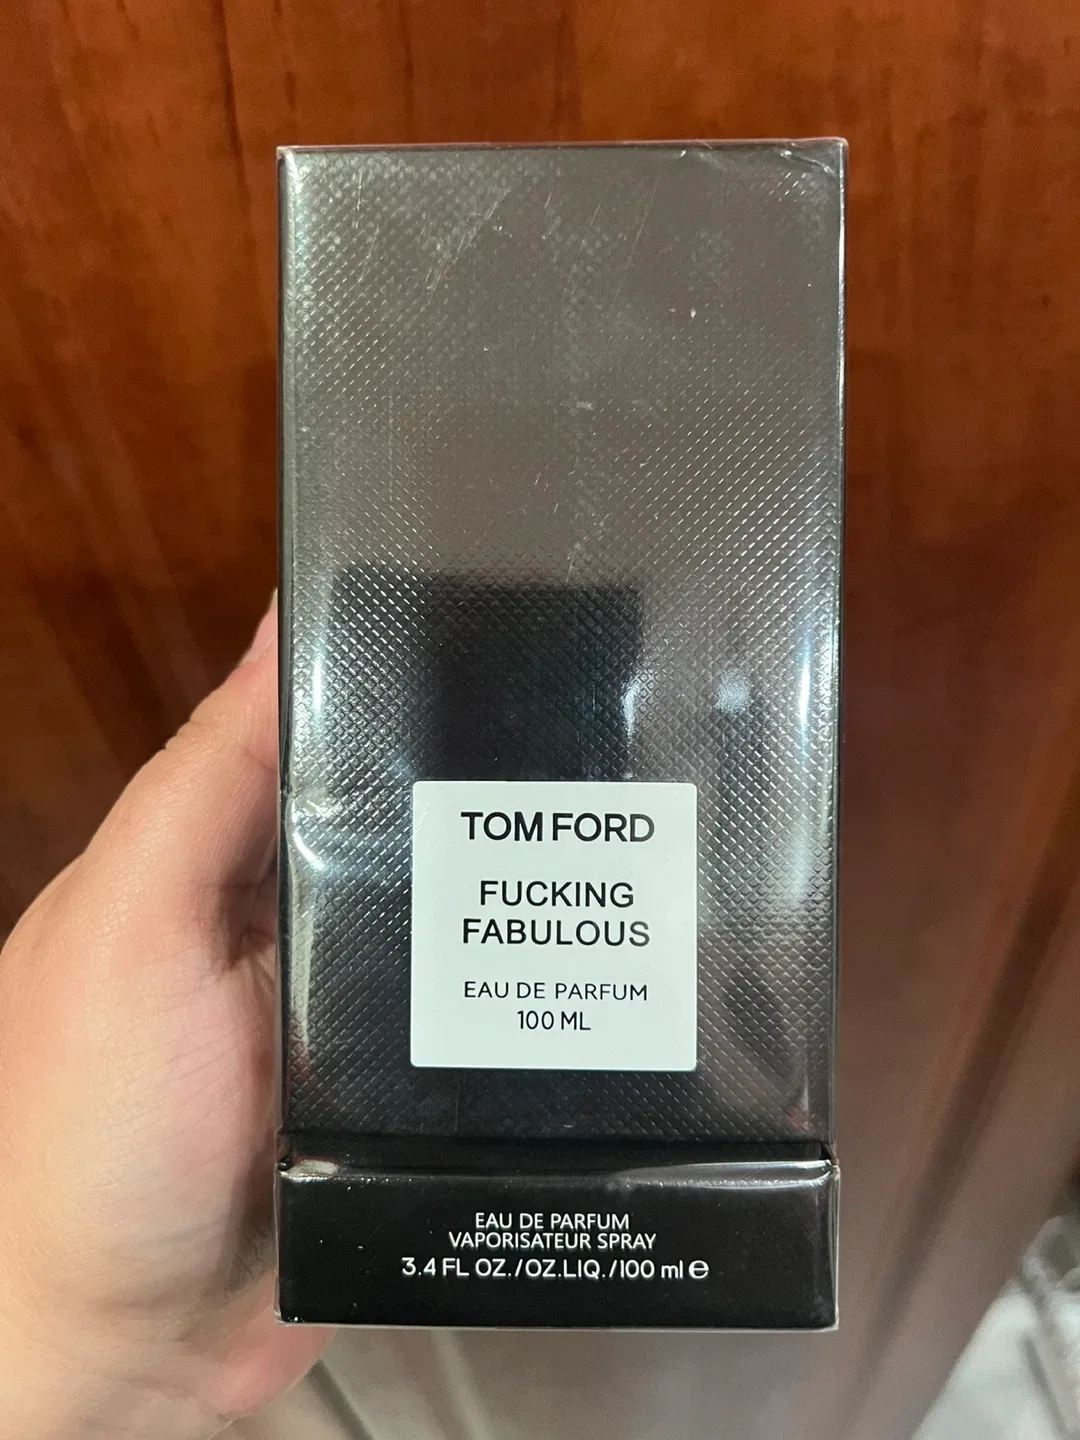 TOM FORD
FUCKING
FABULOUS
EAU DE PARFUM
100 ML
EAU DE PARFUM
VAPORISATEUR SPRAY
3.4 FL OZ./OZ.LIQ./100 ml ℮